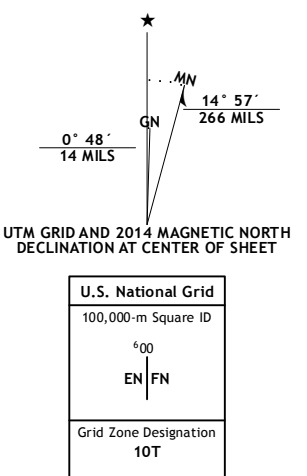 ★
MN
14° 57´
266 MILS
GN
0° 48´
14 MILS
UTM GRID AND 2014 MAGNETIC NORTH
DECLINATION AT CENTER OF SHEET
U.S. National Grid
100,000-m Square ID
600
EN FN
Grid Zone Designation
10T